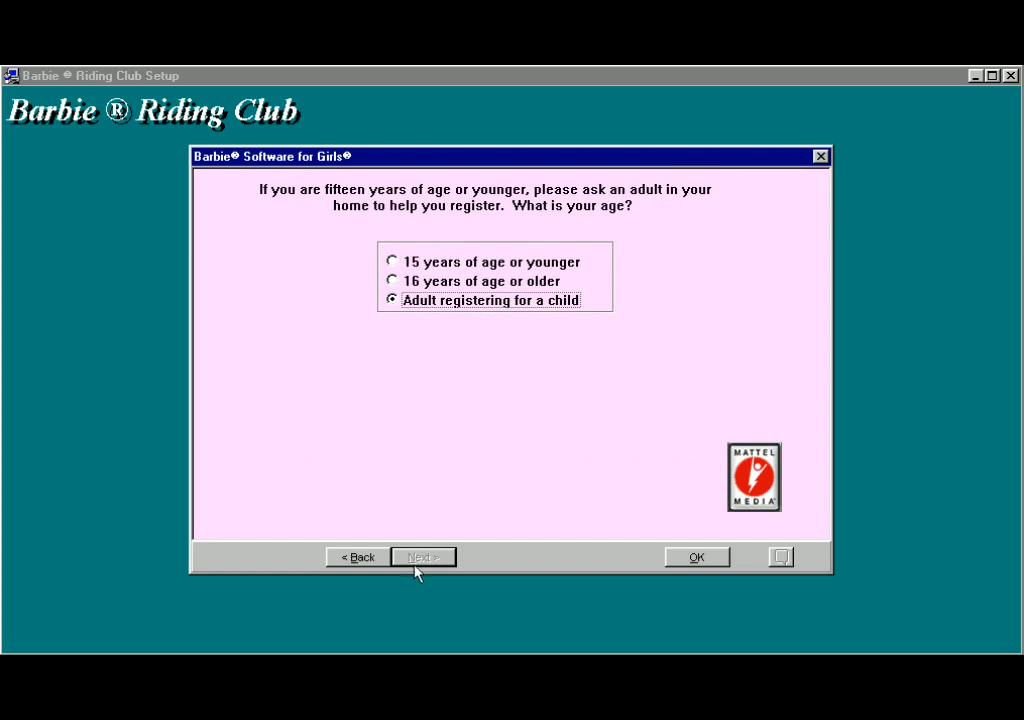 Barbie ® Riding Club Setup
Barbie ® Riding Club
Barbie® Software for Girls®
If you are fifteen years of age or younger, please ask an adult in your
home to help you register.  What is your age?
15 years of age or younger
16 years of age or older
Adult registering for a child
MATTEL
MEDIA
< Back
Next >
OK